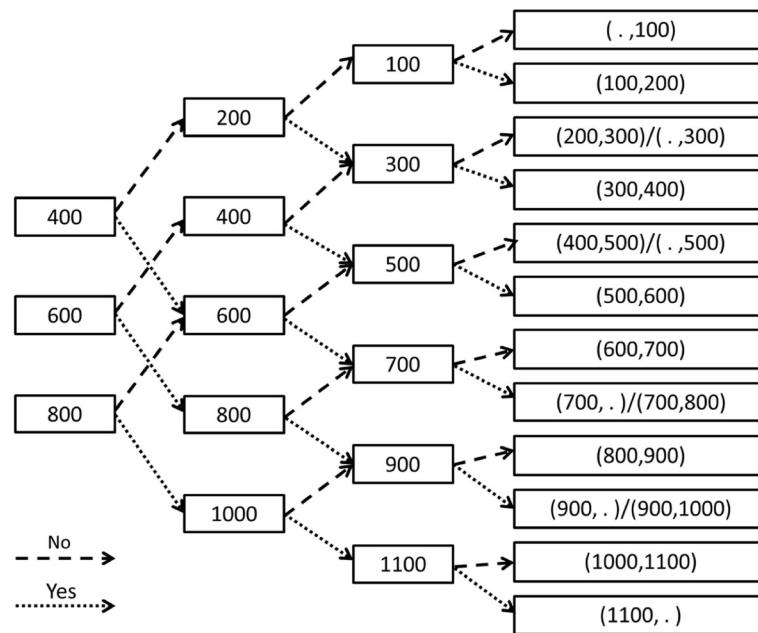 400
600
800
No
Yes
200
400
600
800
1000
100
300
500
700
900
1100
( . ,100)
(100,200)
(200,300)/( . ,300)
(300,400)
(400,500)/( . ,500)
(500,600)
(600,700)
(700, . )/(700,800)
(800,900)
(900, . )/(900,1000)
(1000,1100)
(1100, . )